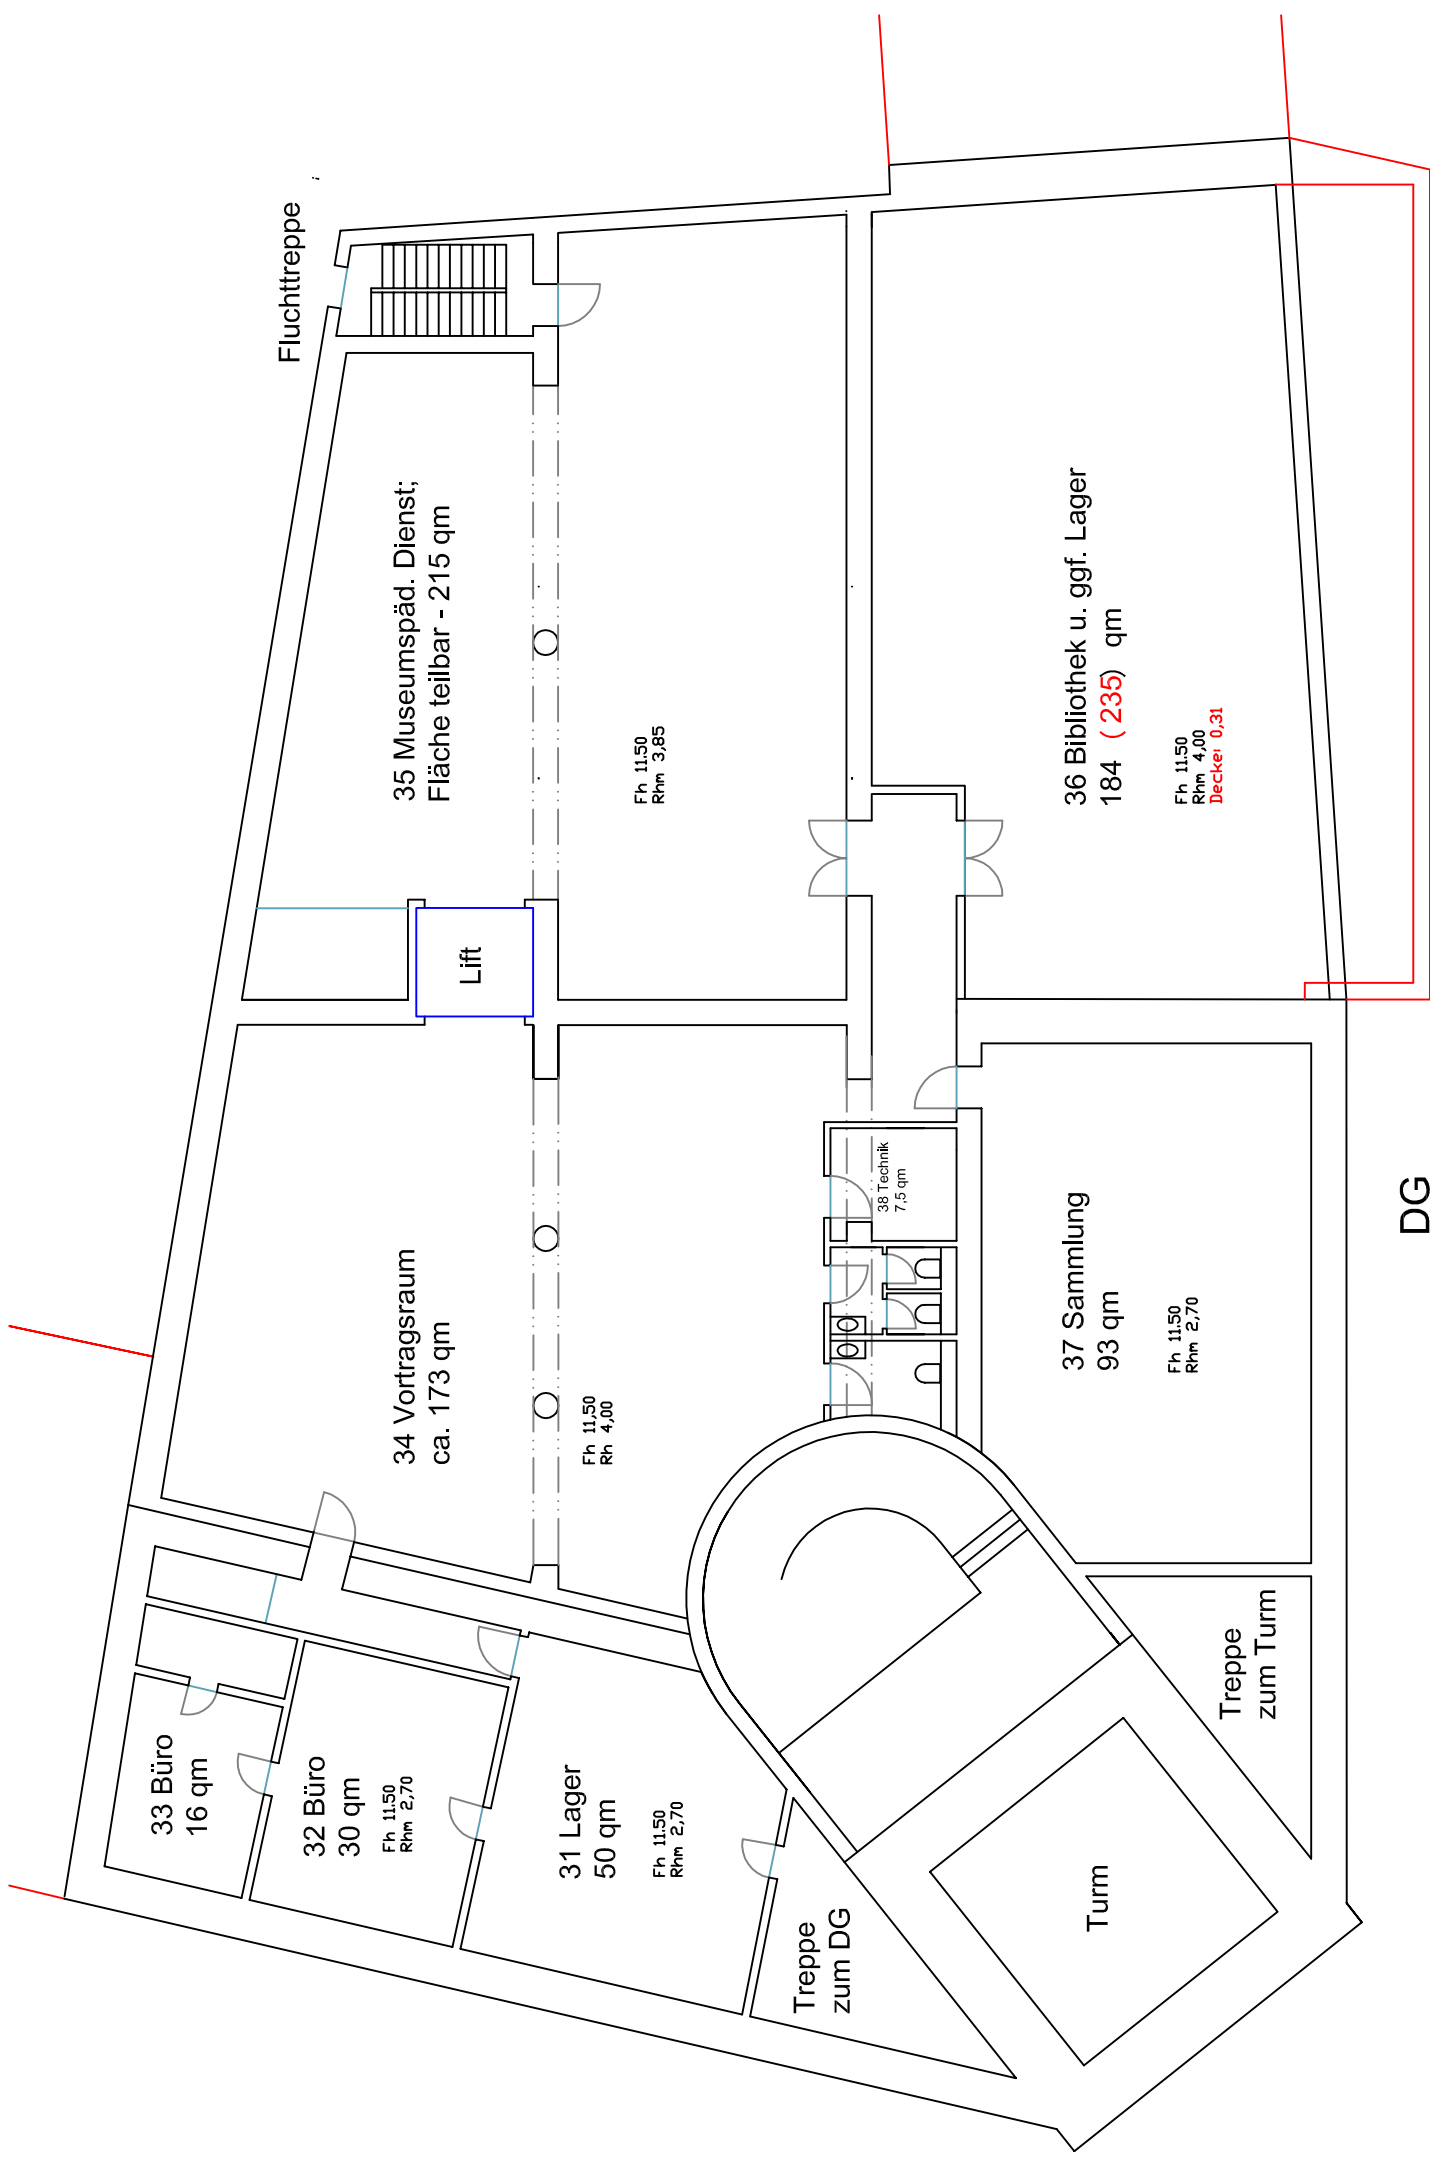 Fluchttreppe
35 Museumspäd. Dienst;
Fläche teilbar - 215 qm
Fh 11.50
Rhm 3,85
36 Bibliothek u. ggf. Lager
184 ( 235) qm
Fh 11.50
Rhm 4,00
Decke: 0,31
Lift
34 Vortragsraum
ca. 173 qm
Fh 11,50
Rh 4,00
38 Technik
7,5 qm
37 Sammlung
93 qm
Fh 11.50
Rhm 2,70
DG
33 Büro
16 qm
32 Büro
30 qm
Fh 11.50
Rhm 2,70
31 Lager
50 qm
Fh 11.50
Rhm 2,70
Treppe
zum DG
Turm
Treppe
zum Turm